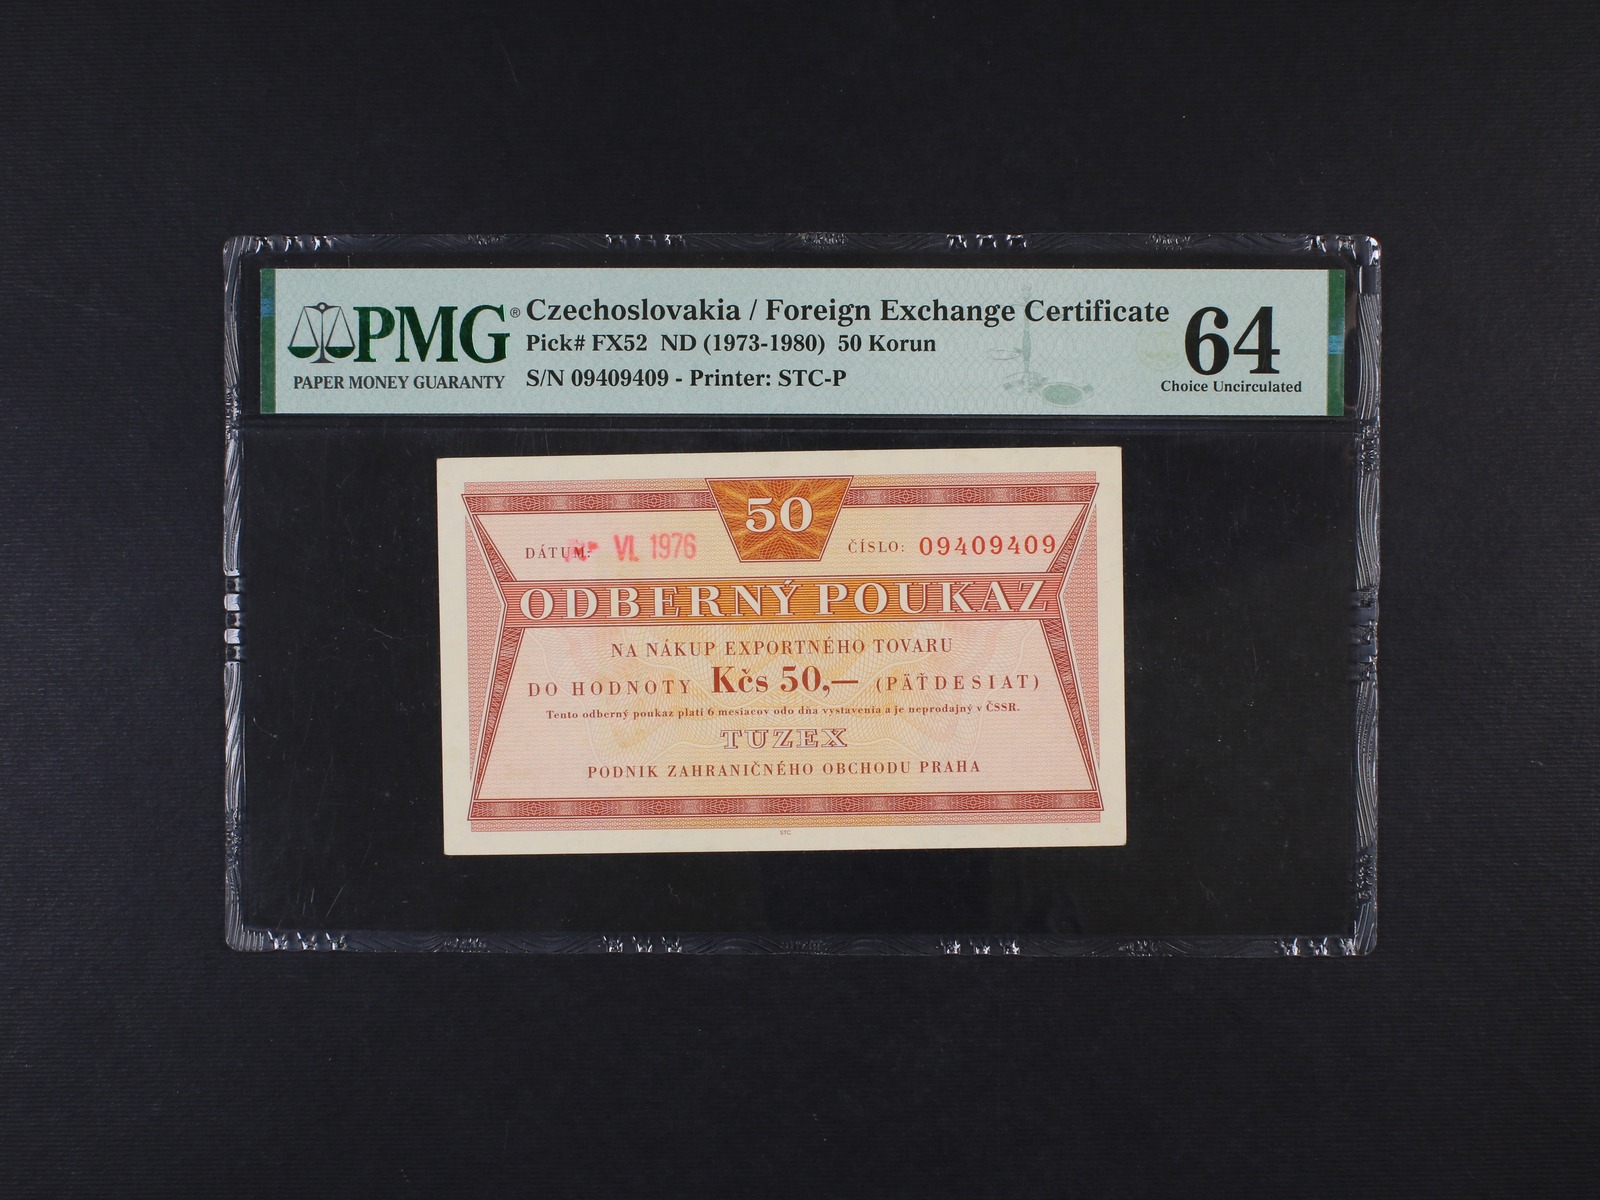 PMG®
PAPER MONEY GUARANTY
Czechoslovakia / Foreign Exchange Certificate
Pick# FX52 ND (1973-1980) 50 Korun
S/N 09409409 - Printer: STC-P
64
Choice Uncirculated
50
DÁTUM: VI. 1976
ČÍSLO: 09409409
ODBERNÝ POUKAZ
NA NÁKUP EXPORTNÉHO TOVARU
DO HODNOTY Kčs 50,— (PÄŤDESIAT)
Tento odberný poukaz platí 6 mesiacov odo dňa vystavenia a je nepredajný v ČSSR.
TUZEX
PODNIK ZAHRANIČNÉHO OBCHODU PRAHA
STC